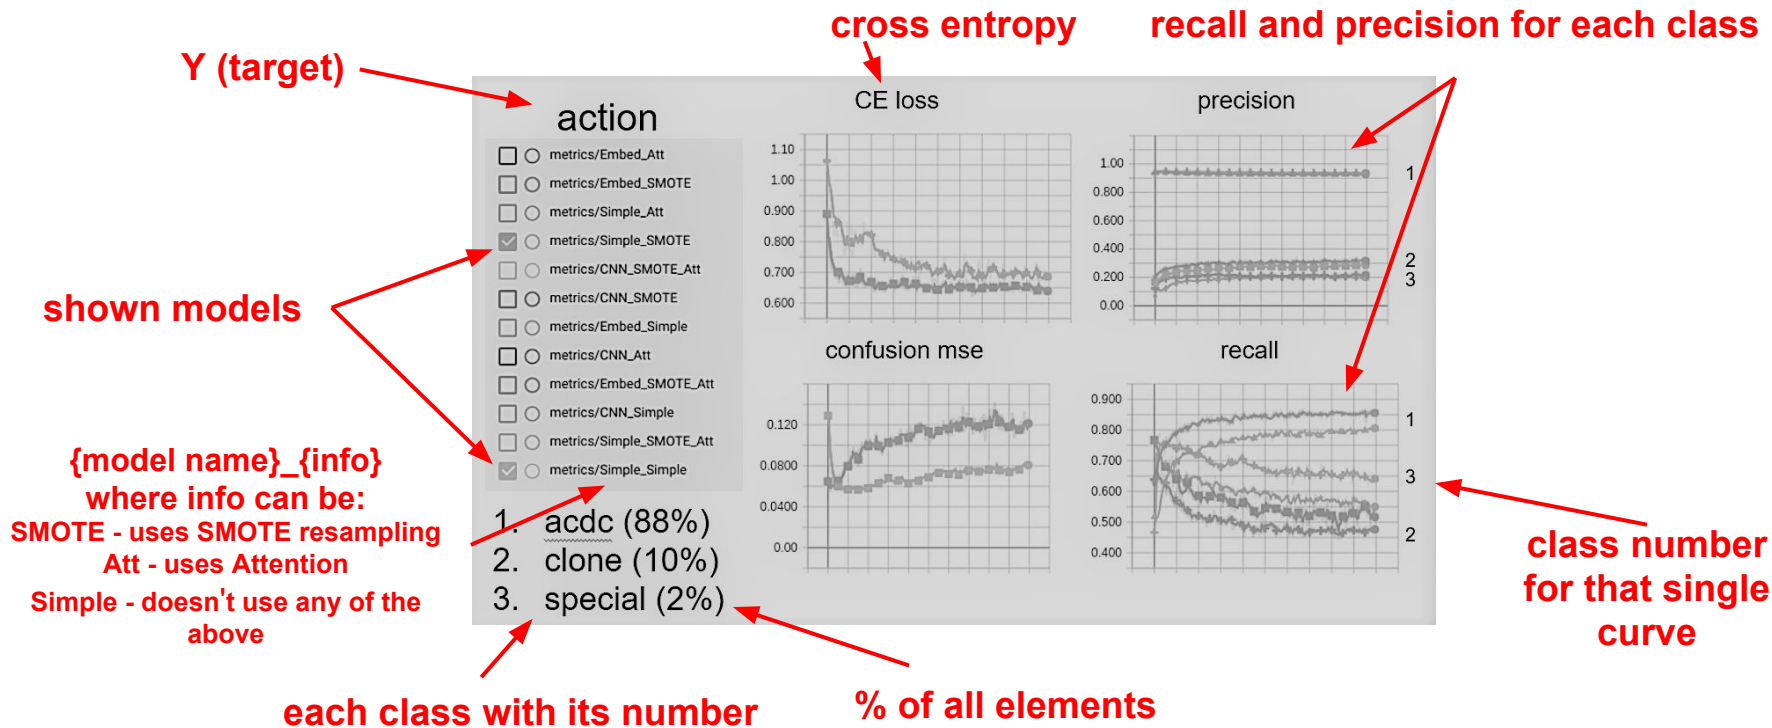 cross entropy
recall and precision for each class
Y (target)
action
metrics/Embed_Att
metrics/Embed_SMOTE
metrics/Simple_Att
metrics/Simple_SMOTE
metrics/CNN_SMOTE_Att
metrics/CNN_SMOTE
metrics/Embed_Simple
metrics/CNN_Att
metrics/Embed_SMOTE_Att
metrics/CNN_Simple
metrics/Simple_SMOTE_Att
metrics/Simple_Simple
1. acdc (88%)
2. clone (10%)
3. special (2%)
CE loss
1.10
1.00
0.900
0.800
0.700
0.600
precision
1.00
0.800
0.600
0.400
0.200
0.00
1
2
3
confusion mse
0.120
0.0800
0.0400
0.00
recall
0.900
0.800
0.700
0.600
0.500
0.400
1
3
2
shown models
{model name}_{info}
where info can be:
SMOTE - uses SMOTE resampling
Att - uses Attention
Simple - doesn't use any of the
above
class number
for that single
curve
each class with its number
% of all elements